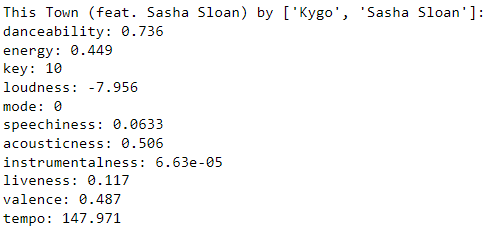 This Town (feat. Sasha Sloan) by ['Kygo', 'Sasha Sloan']:
danceability: 0.736
energy: 0.449
key: 10
loudness: -7.956
mode: 0
speechiness: 0.0633
acousticness: 0.506
instrumentalness: 6.63e-05
liveness: 0.117
valence: 0.487
tempo: 147.971